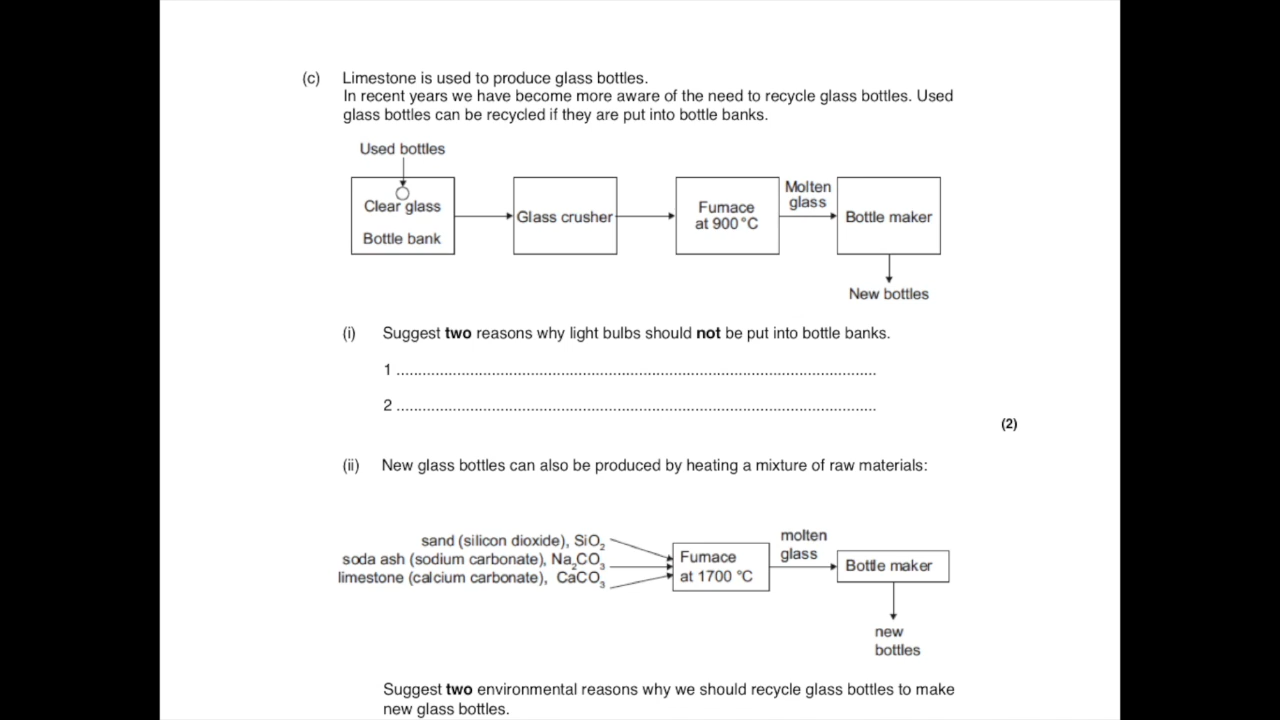 (c) Limestone is used to produce glass bottles.
In recent years we have become more aware of the need to recycle glass bottles. Used
glass bottles can be recycled if they are put into bottle banks.
Used bottles
Clear glass
Bottle bank
Glass crusher
Furnace
at 900 °C
Molten
glass
Bottle maker
New bottles
(i) Suggest two reasons why light bulbs should not be put into bottle banks.
1 ................................................................................................................
2 ................................................................................................................
(2)
(ii) New glass bottles can also be produced by heating a mixture of raw materials:
sand (silicon dioxide), SiO₂
soda ash (sodium carbonate), Na₂CO₃
limestone (calcium carbonate), CaCO₃
Furnace
at 1700 °C
molten
glass
Bottle maker
new
bottles
Suggest two environmental reasons why we should recycle glass bottles to make
new glass bottles.